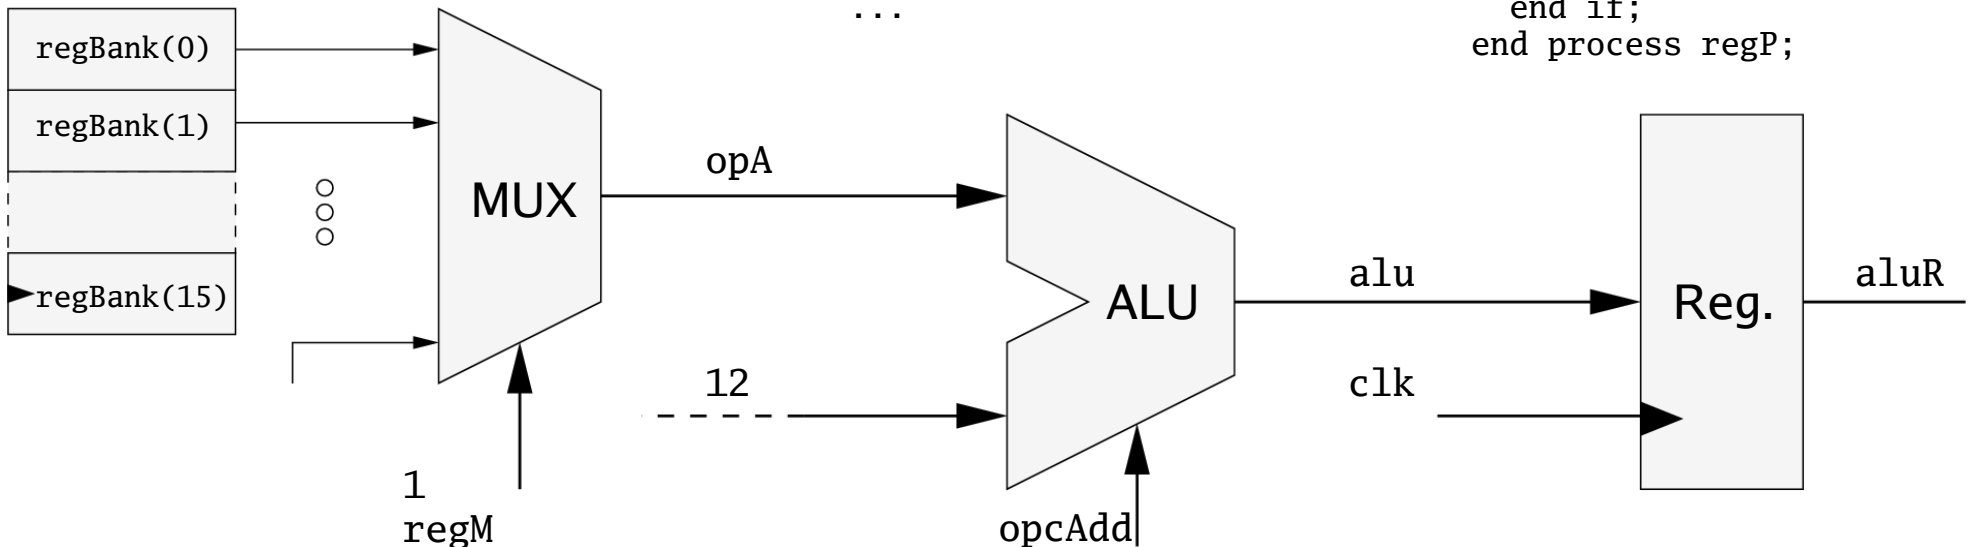 ...
end if;
end process regP;
regBank(0)
regBank(1)
regBank(15)
MUX
opA
12
1
regM
ALU
opcAdd
alu
clk
Reg.
aluR